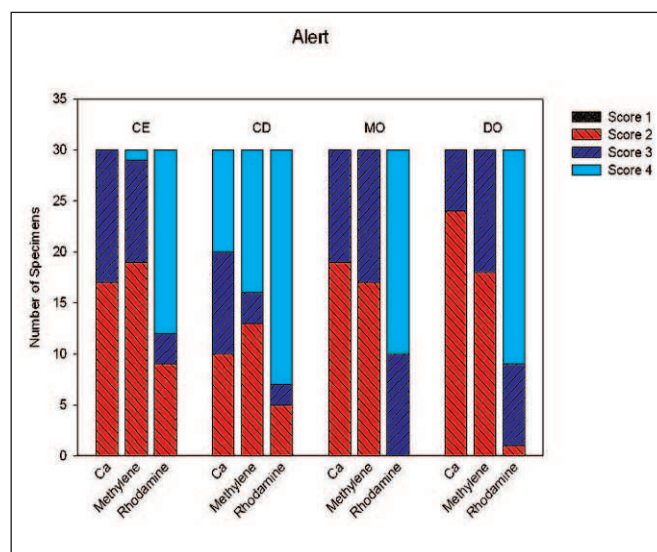 Alert
35
30
25
20
15
10
5
0
Number of Specimens
CE CD MO DO
Ca Methylene Rhodamine Ca Methylene Rhodamine Ca Methylene Rhodamine Ca Methylene Rhodamine
Score 1
Score 2
Score 3
Score 4